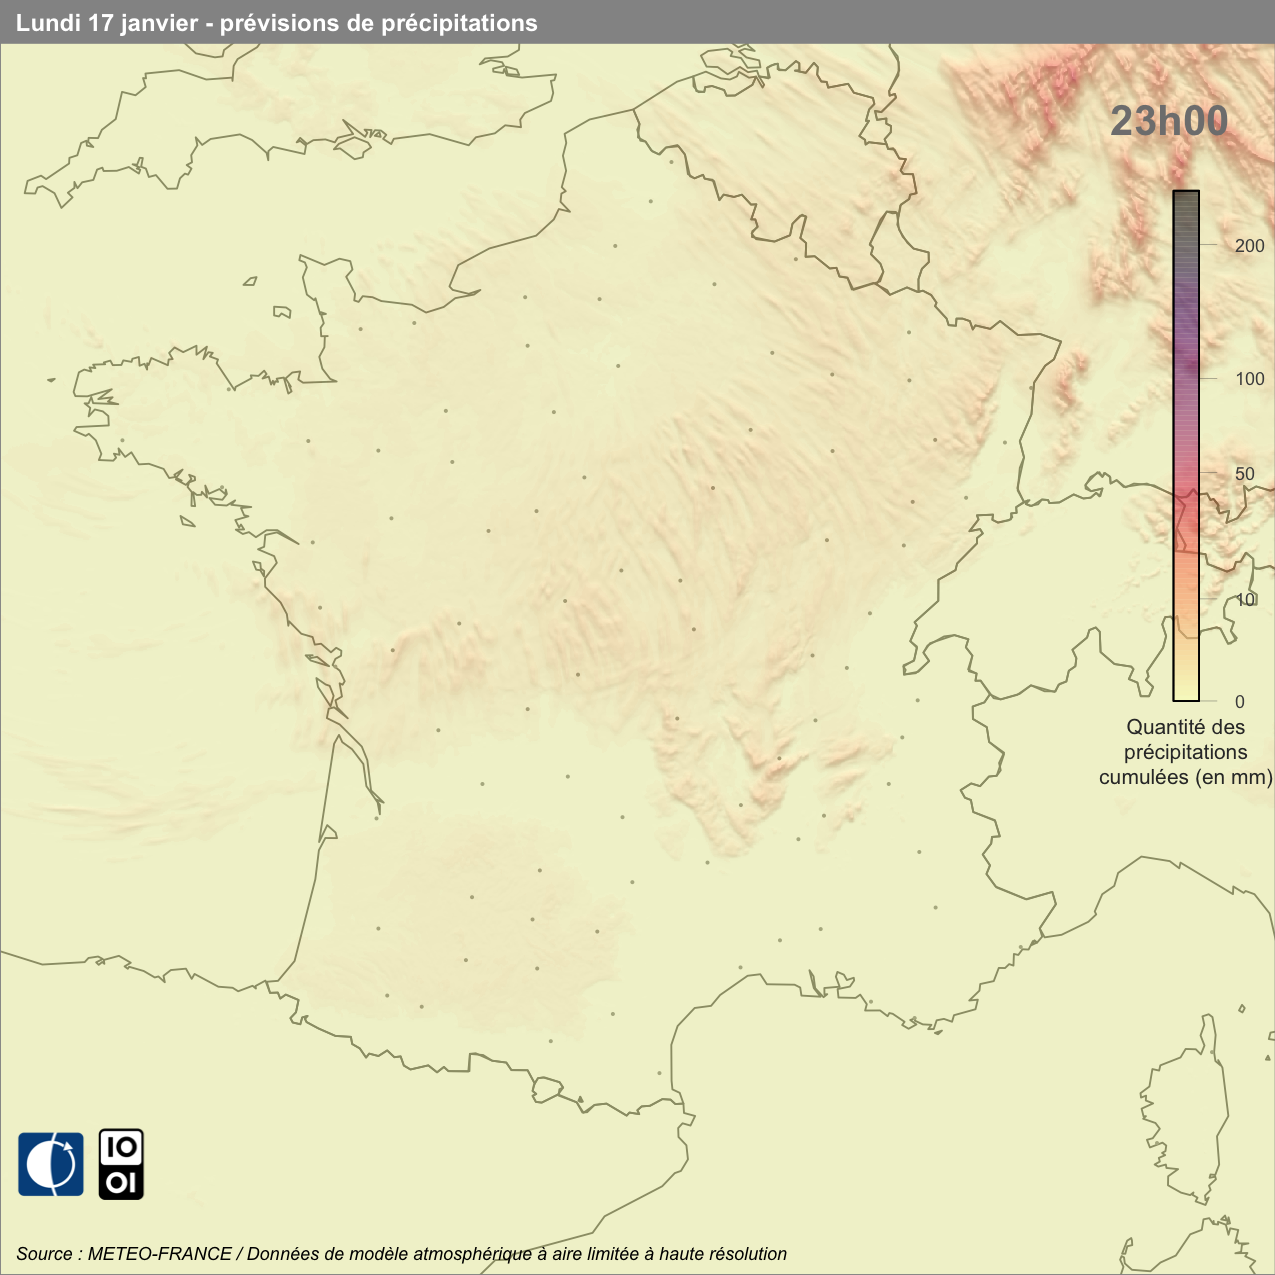 Lundi 17 janvier - prévisions de précipitations
23h00
200
100
50
10
0
Quantité des
précipitations
cumulées (en mm)
IO
OI
Source : METEO-FRANCE / Données de modèle atmosphérique à aire limitée à haute résolution